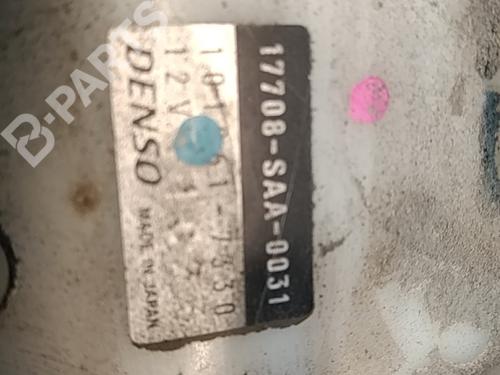 17708-SAA-0031
12V
DENSO
MADE IN JAPAN
B-PARTS